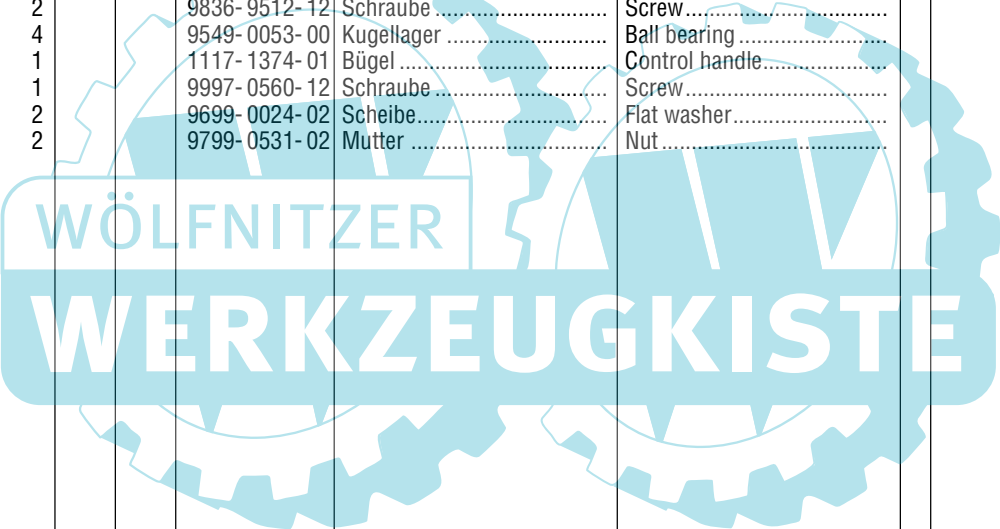 2 9836-9512-12 Schraube Screw
4 9549-0053-00 Kugellager Ball bearing
1 1117-1374-01 Bügel Control handle
1 9997-0560-12 Schraube Screw
2 9699-0024-02 Scheibe Flat washer
2 9799-0531-02 Mutter Nut
WÖLFNITZER
WERKZEUGKISTE